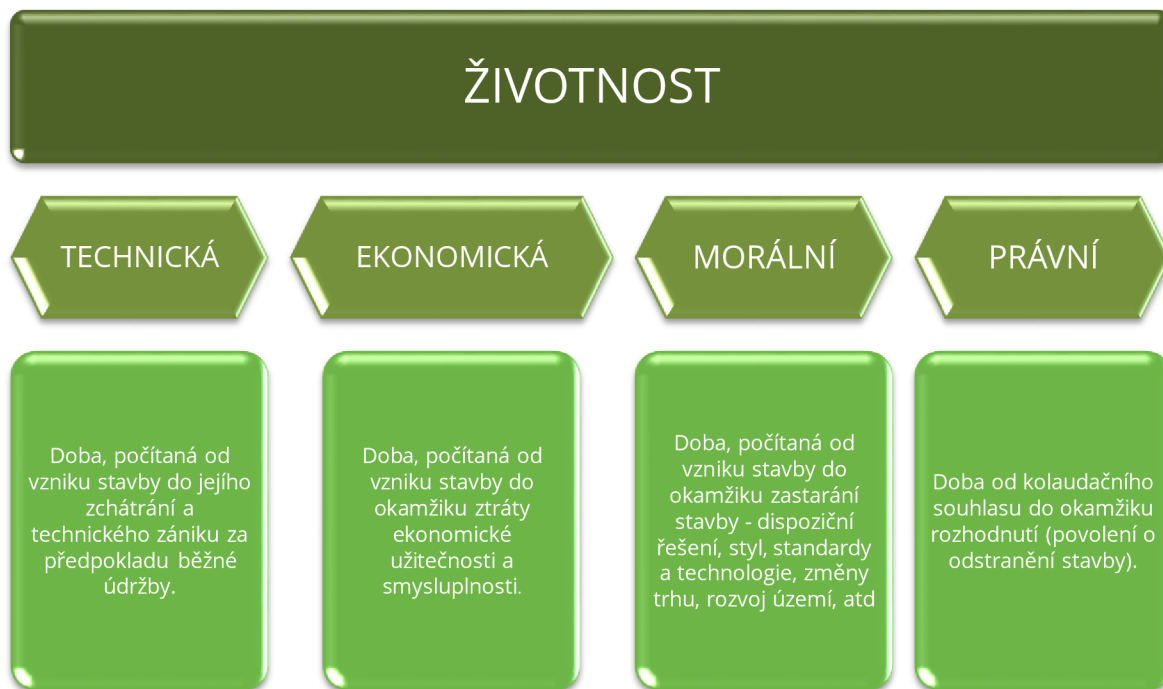 ŽIVOTNOST
TECHNICKÁ
EKONOMICKÁ
MORÁLNÍ
PRÁVNÍ
Doba, počítaná od
vzniku stavby do jejího
zchátrání a
technického zániku za
předpokladu běžné
údržby.
Doba, počítaná od
vzniku stavby do
okamžiku ztráty
ekonomické
užitečnosti a
smysluplnosti.
Doba, počítaná od
vzniku stavby do
okamžiku zastarání
stavby - dispoziční
řešení, styl, standardy
a technologie, změny
trhu, rozvoj území, atd
Doba od kolaudačního
souhlasu do okamžiku
rozhodnutí (povolení o
odstranění stavby).